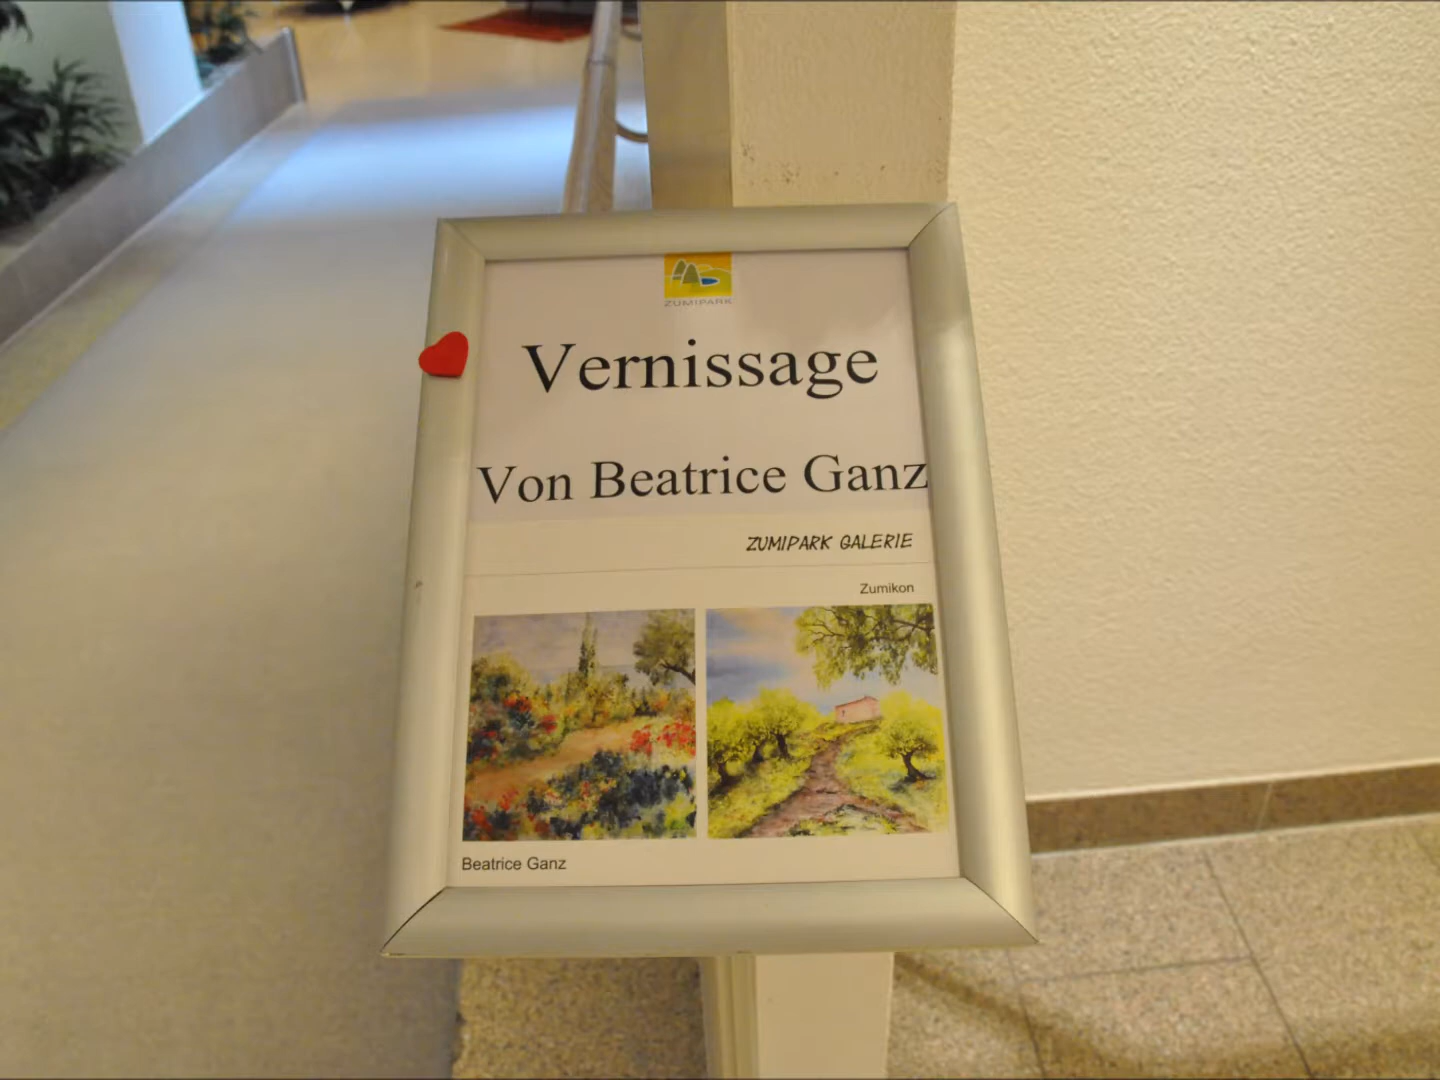 ZUMIPARK
Vernissage
Von Beatrice Ganz
ZUMIPARK GALERIE
Zumikon
Beatrice Ganz